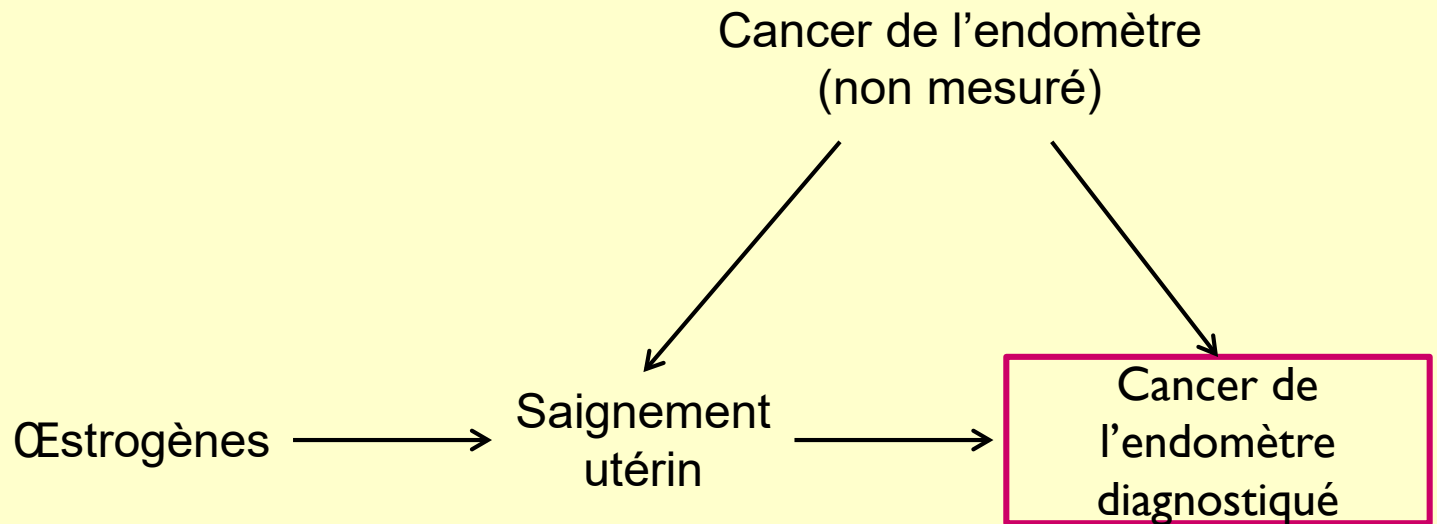 Cancer de l’endomètre
(non mesuré)
Œstrogènes
Saignement
utérin
Cancer de
l’endomètre
diagnostiqué